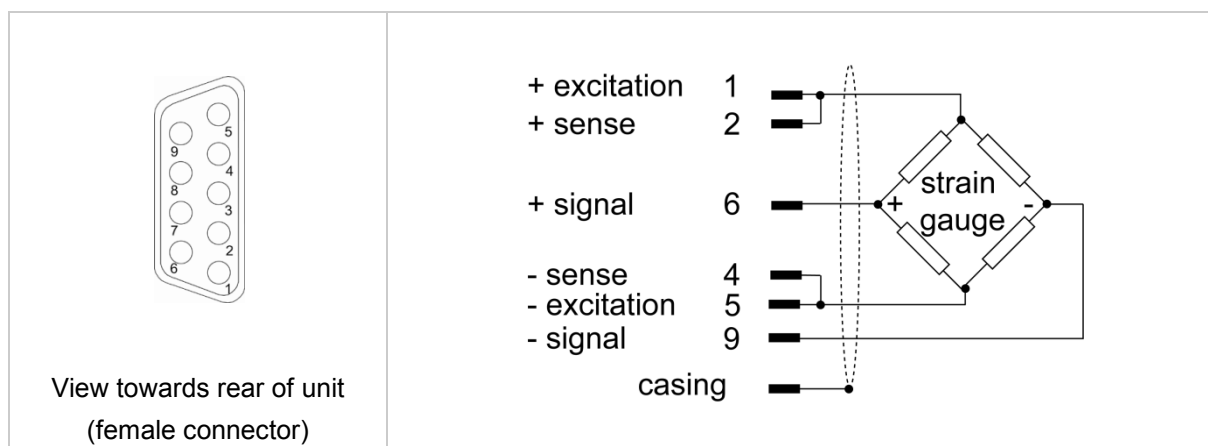 5
9
4
8
3
7
2
6
1
View towards rear of unit
(female connector)
+ excitation 1
+ sense 2
+ signal 6
- sense 4
- excitation 5
- signal 9
casing
strain
+ -
gauge